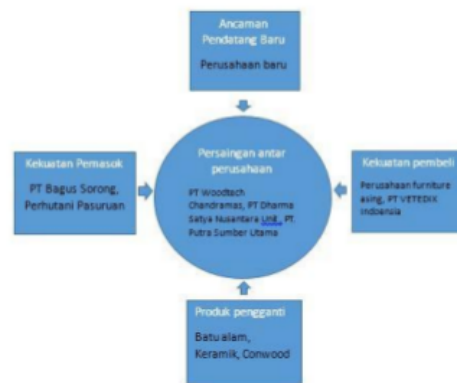 Ancaman
Pendatang Baru
Perusahaan baru
Kekuatan Pemasok
PT Bagus Sorong,
Perhutani Pasuruan
Persaingan antar
perusahaan
PT Woodtech
Chandramas, PT Dharma
Satya Nusantara Unit , PT
Putra Sumber Utama
Kekuatan pembeli
Perusahaan furniture
asing, PT
Indoensia
Produk pengganti
Batu alam,
Keramik, Conwood